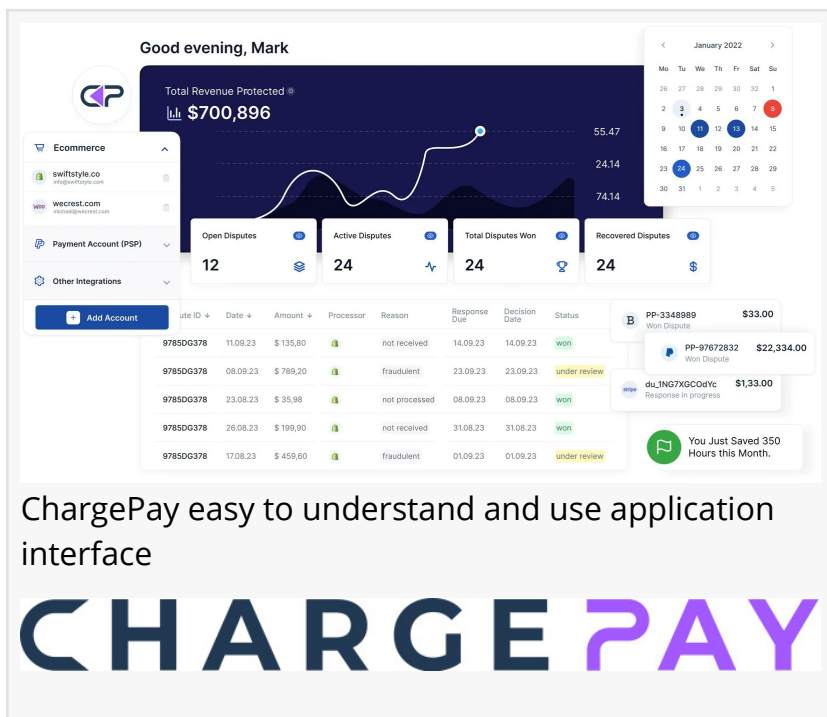 Good evening, Mark
Total Revenue Protected
$700,896
55.47
24.14
74.14
< January 2022 >
Mo Tu We Th Fr Sat Su
26 27 28 29 30 32 1
2 3 4 5 6 7 8
9 10 11 12 13 14 15
16 17 18 19 20 21 22
23 24 25 26 27 28 29
30 31 1 2 3 4 5
CP
Ecommerce
swiftstyle.co
info@swiftstyle.com
Woo
wecrest.com
michael@wecrest.com
Payment Account (PSP)
Other Integrations
+ Add Account
Open Disputes
12
Active Disputes
24
Total Disputes Won
24
Recovered Disputes
24
$
ute ID ↓ Date ↓ Amount ↓ Processor Reason Response Due Decision Date Status
9785DG378 11.09.23 $ 135,80 not received 14.09.23 14.09.23 won
9785DG378 08.09.23 $ 789,20 fraudulent 23.09.23 23.09.23 under review
9785DG378 23.08.23 $ 35,98 not processed 08.09.23 08.09.23 won
9785DG378 26.08.23 $ 199,90 not received 31.08.23 31.08.23 won
9785DG378 17.08.23 $ 459,60 fraudulent 01.09.23 01.09.23 under review
B
PP-3348989 $33.00
Won Dispute
PP-97672832 $22,334.00
Won Dispute
stripe
du_1NG7XGCOdYc $1,33.00
Response in progress
You Just Saved 350
Hours this Month.
ChargePay easy to understand and use application
interface
CHARGEPAY